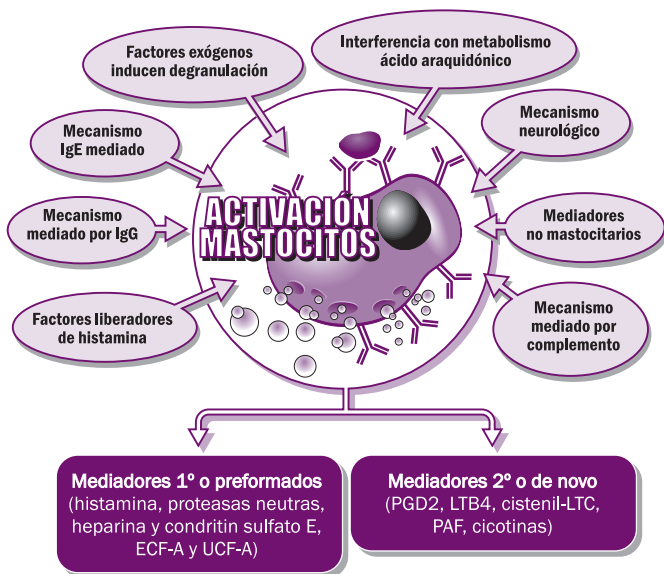 Factores exógenos
inducen degranulación
Interferencia con metabolismo
ácido araquidónico
Mecanismo
IgE mediado
Mecanismo
neurológico
Mecanismo
mediado por IgG
ACTIVACIÓN
MASTOCITOS
Mediadores
no mastocitarios
Factores liberadores
de histamina
Mecanismo
mediado por
complemento
Mediadores 1º o preformados
(histamina, proteasas neutras,
heparina y condritin sulfato E,
ECF-A y UCF-A)
Mediadores 2º o de novo
(PGD2, LTB4, cistenil-LTC,
PAF, cicotinas)